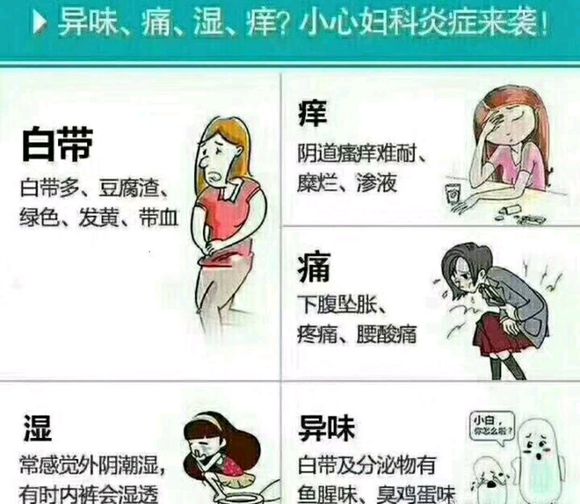 异味、痛、湿、痒?小心妇科炎症来袭!
白带
白带多、豆腐渣、
绿色、发黄、带血
痒
阴道瘙痒难耐、
糜烂、渗液
痛
下腹坠胀、
疼痛、腰酸痛
湿
常感觉外阴潮湿，
有时内裤会湿透
异味
小白，
你怎么啦?
白带及分泌物有
鱼腥味、臭鸡蛋味